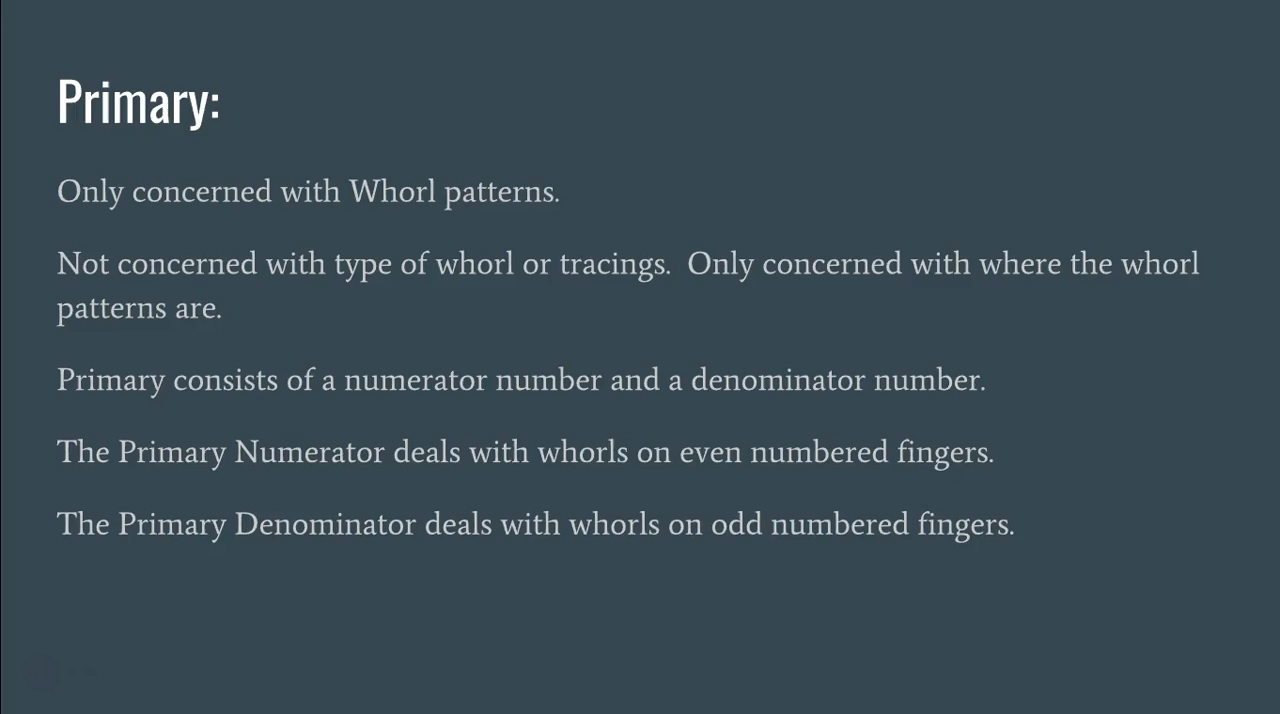 Primary:
Only concerned with Whorl patterns.
Not concerned with type of whorl or tracings.  Only concerned with where the whorl
patterns are.
Primary consists of a numerator number and a denominator number.
The Primary Numerator deals with whorls on even numbered fingers.
The Primary Denominator deals with whorls on odd numbered fingers.